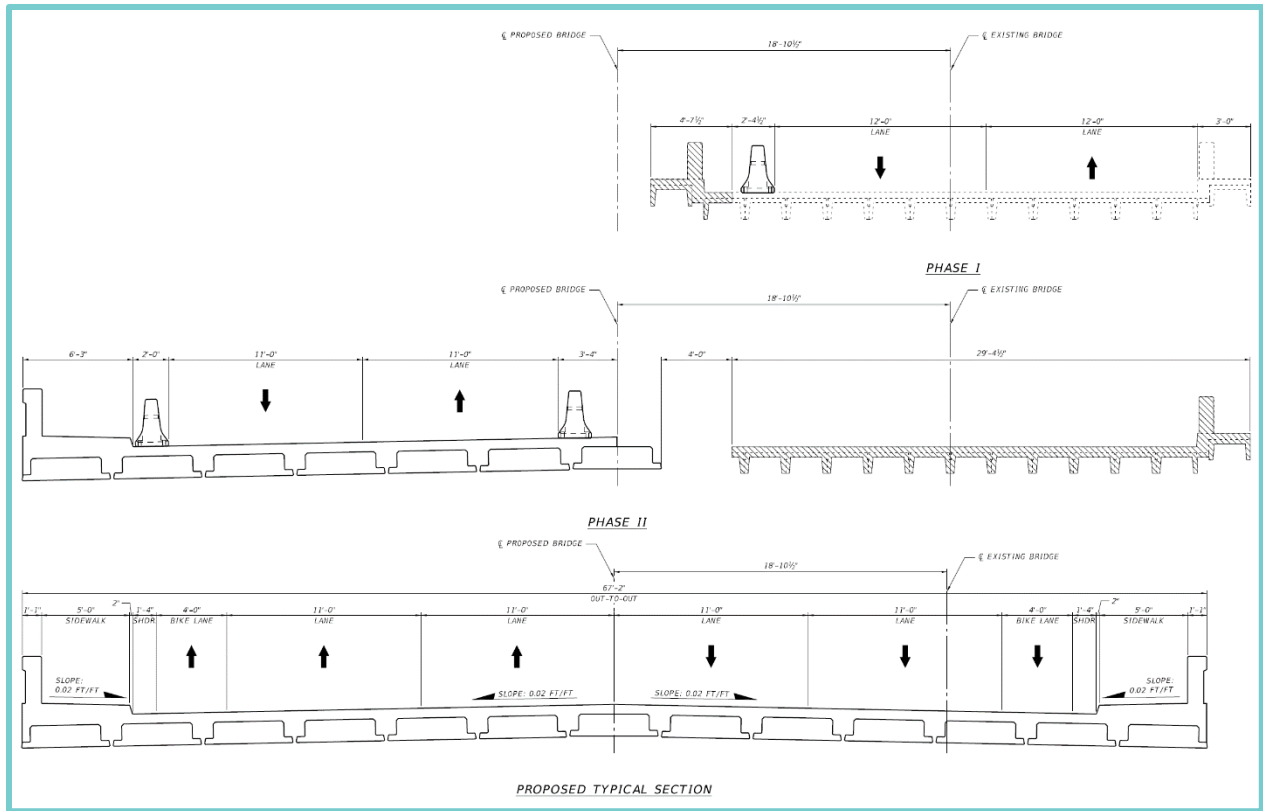 ℄ PROPOSED BRIDGE
℄ EXISTING BRIDGE
18'-10½"
4'-7½"
2'-4½"
12'-0"
LANE
12'-0"
LANE
3'-0"
PHASE I
℄ PROPOSED BRIDGE
℄ EXISTING BRIDGE
18'-10½"
6'-3"
2'-0"
11'-0"
LANE
11'-0"
LANE
3'-4"
4'-0"
29'-4½"
PHASE II
℄ PROPOSED BRIDGE
℄ EXISTING BRIDGE
18'-10½"
67'-2"
OUT-TO-OUT
1'-1"
5'-0"
SIDEWALK
2"
1'-4"
SHDR
4'-0"
BIKE LANE
11'-0"
LANE
11'-0"
LANE
11'-0"
LANE
11'-0"
LANE
4'-0"
BIKE LANE
1'-4"
SHDR
2"
5'-0"
SIDEWALK
1'-1"
SLOPE:
0.02 FT/FT
SLOPE: 0.02 FT/FT
SLOPE: 0.02 FT/FT
SLOPE:
0.02 FT/FT
PROPOSED TYPICAL SECTION